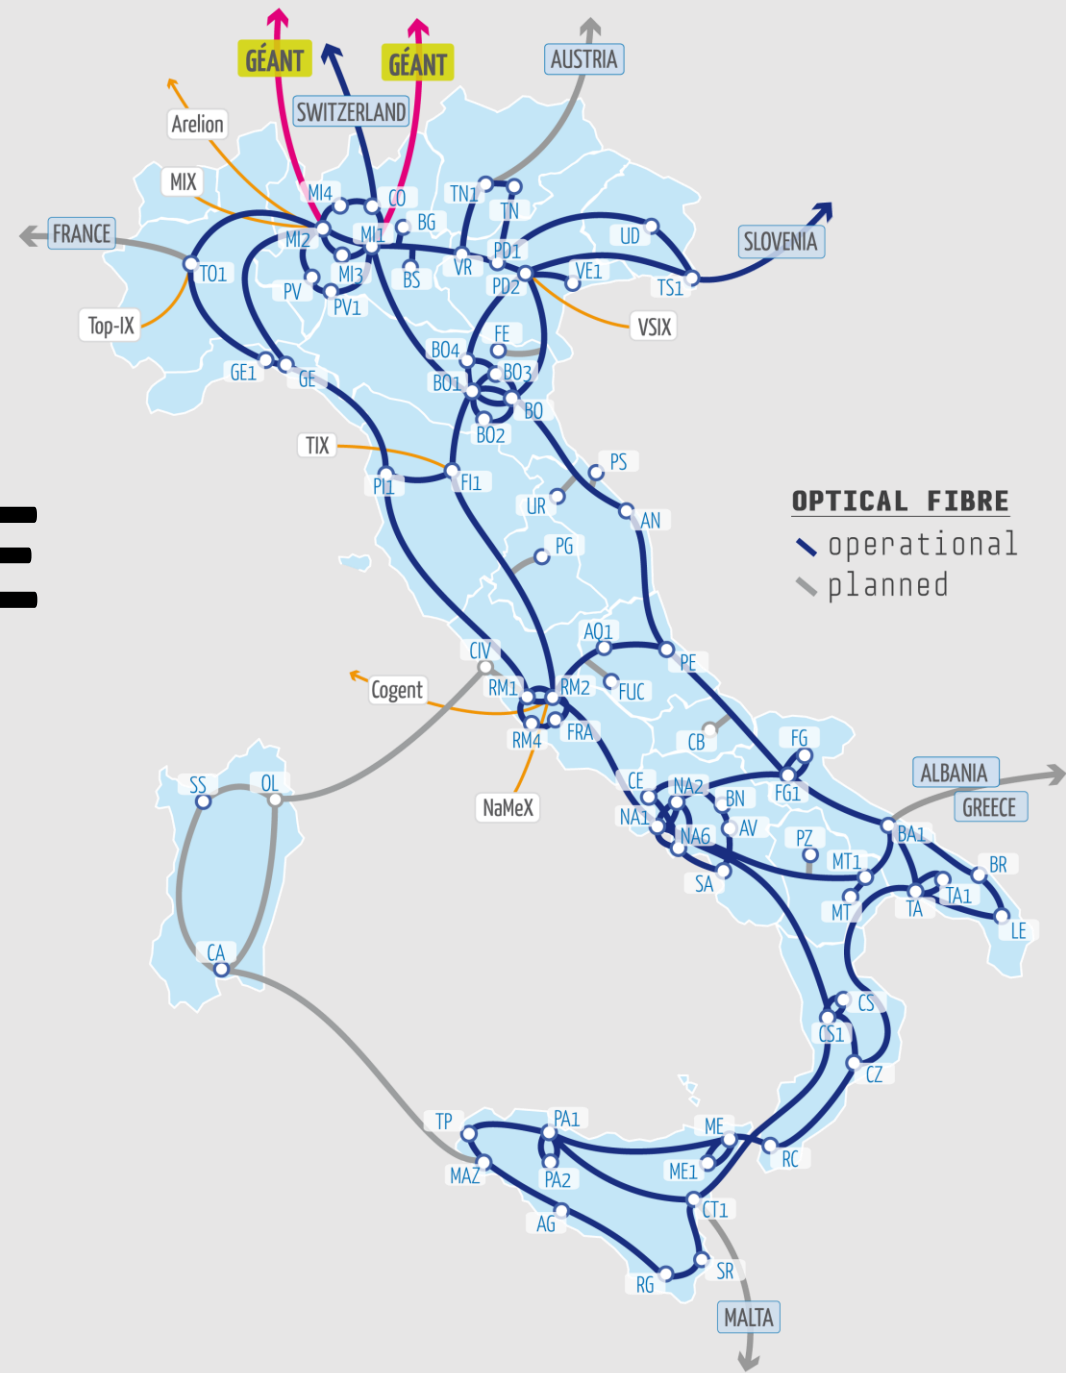 GÉANT
GÉANT
AUSTRIA
SWITZERLAND
Arelion
MIX
MI4
CO
TN1
TN
BG
FRANCE
MI2
MI1
UD
SLOVENIA
PD1
TO1
MI3
BS
VR
VE1
PD2
TS1
PV
PV1
Top-IX
VSIX
FE
BO4
BO3
GE1
GE
BO1
BO
BO2
TIX
PS
PI1
FI1
UR
AN
OPTICAL FIBRE
operational
planned
PG
AQ1
CIV
PE
RM1
RM2
FUC
Cogent
RM4
FRA
CB
FG
NaMeX
ALBANIA
GREECE
SS
OL
CE
NA2
BN
FG1
NA1
NA6
AV
BA1
PZ
MT1
BR
SA
MT
TA
TA1
LE
CA
CS
CS1
CZ
TP
PA1
ME
RC
MAZ
PA2
ME1
AG
CT1
RG
SR
MALTA